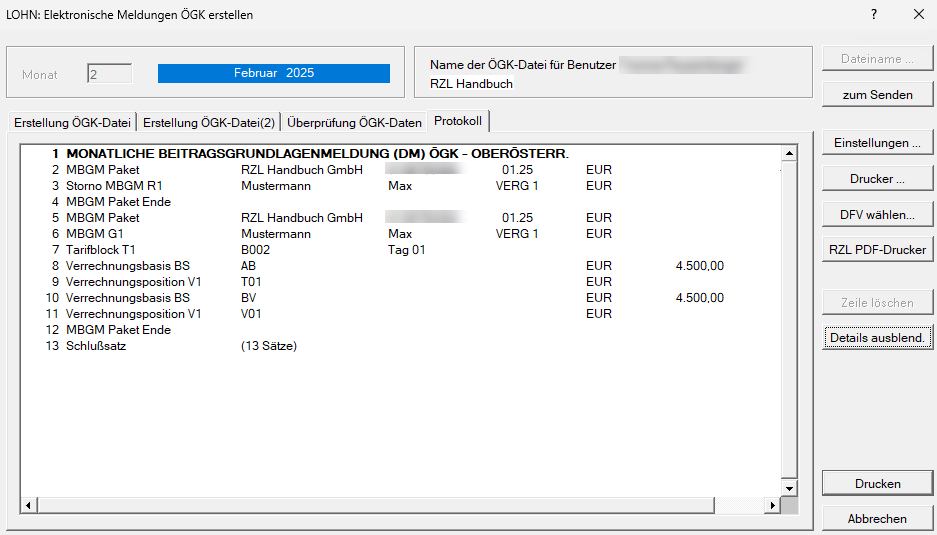 LOHN: Elektronische Meldungen ÖGK erstellen
Monat 2 Februar 2025
Name der ÖGK-Datei für Benutzer
RZL Handbuch
Dateiname ...
zum Senden
Erstellung ÖGK-Datei Erstellung ÖGK-Datei(2) Überprüfung ÖGK-Daten Protokoll
1 MONATLICHE BEITRAGSGRUNDLAGENMELDUNG (DM) ÖGK - OBERÖSTERR.
2 MBGM Paket RZL Handbuch GmbH 01.25 EUR
3 Storno MBGM R1 Mustermann Max VERG 1 EUR
4 MBGM Paket Ende
5 MBGM Paket RZL Handbuch GmbH 01.25 EUR
6 MBGM G1 Mustermann Max VERG 1 EUR
7 Tarifblock T1 B002 Tag 01
8 Verrechnungsbasis BS AB EUR 4.500,00
9 Verrechnungsposition V1 T01 EUR
10 Verrechnungsbasis BS BV EUR 4.500,00
11 Verrechnungsposition V1 V01 EUR
12 MBGM Paket Ende
13 Schlußsatz (13 Sätze)
Einstellungen ...
Drucker ...
DFV wählen...
RZL PDF-Drucker
Zeile löschen
Details ausblend.
Drucken
Abbrechen